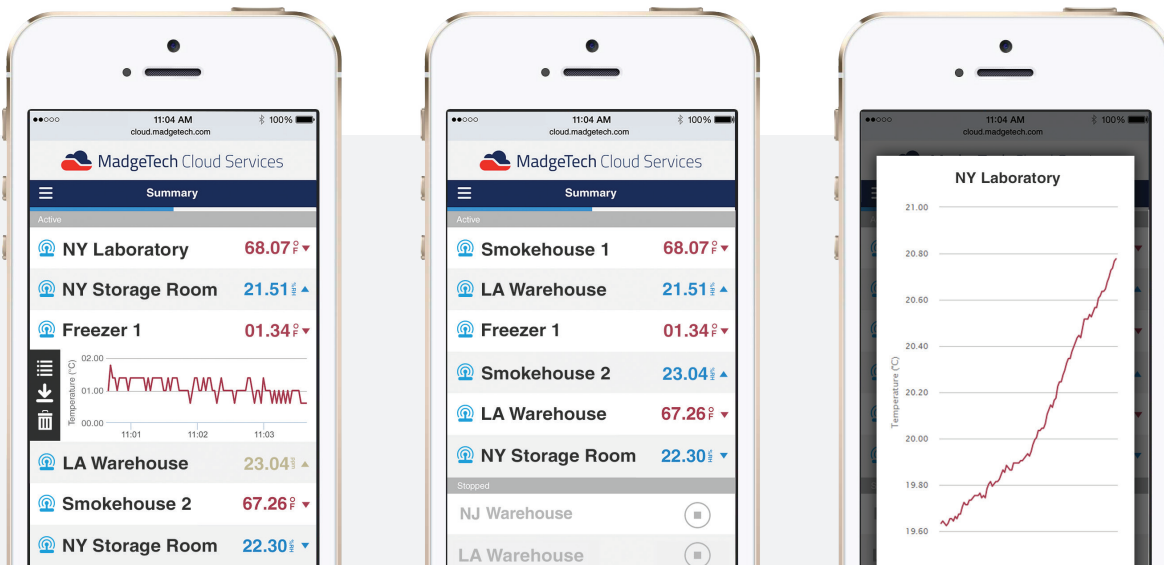 11:04 AM
100%
cloud.madgetech.com
MadgeTech Cloud Services
Summary
Active
NY Laboratory 68.07 °F
NY Storage Room 21.51
Freezer 1 01.34 °F
Temperature (°C)
02.00
01.00
00.00
11:01 11:02 11:03
LA Warehouse 23.04
Smokehouse 2 67.26 °F
NY Storage Room 22.30
11:04 AM
100%
cloud.madgetech.com
MadgeTech Cloud Services
Summary
Active
Smokehouse 1 68.07 °F
LA Warehouse 21.51
Freezer 1 01.34 °F
Smokehouse 2 23.04
LA Warehouse 67.26 °F
NY Storage Room 22.30
Stopped
NJ Warehouse
LA Warehouse
11:04 AM
100%
cloud.madgetech.com
NY Laboratory
Temperature (°C)
21.00
20.80
20.60
20.40
20.20
20.00
19.80
19.60